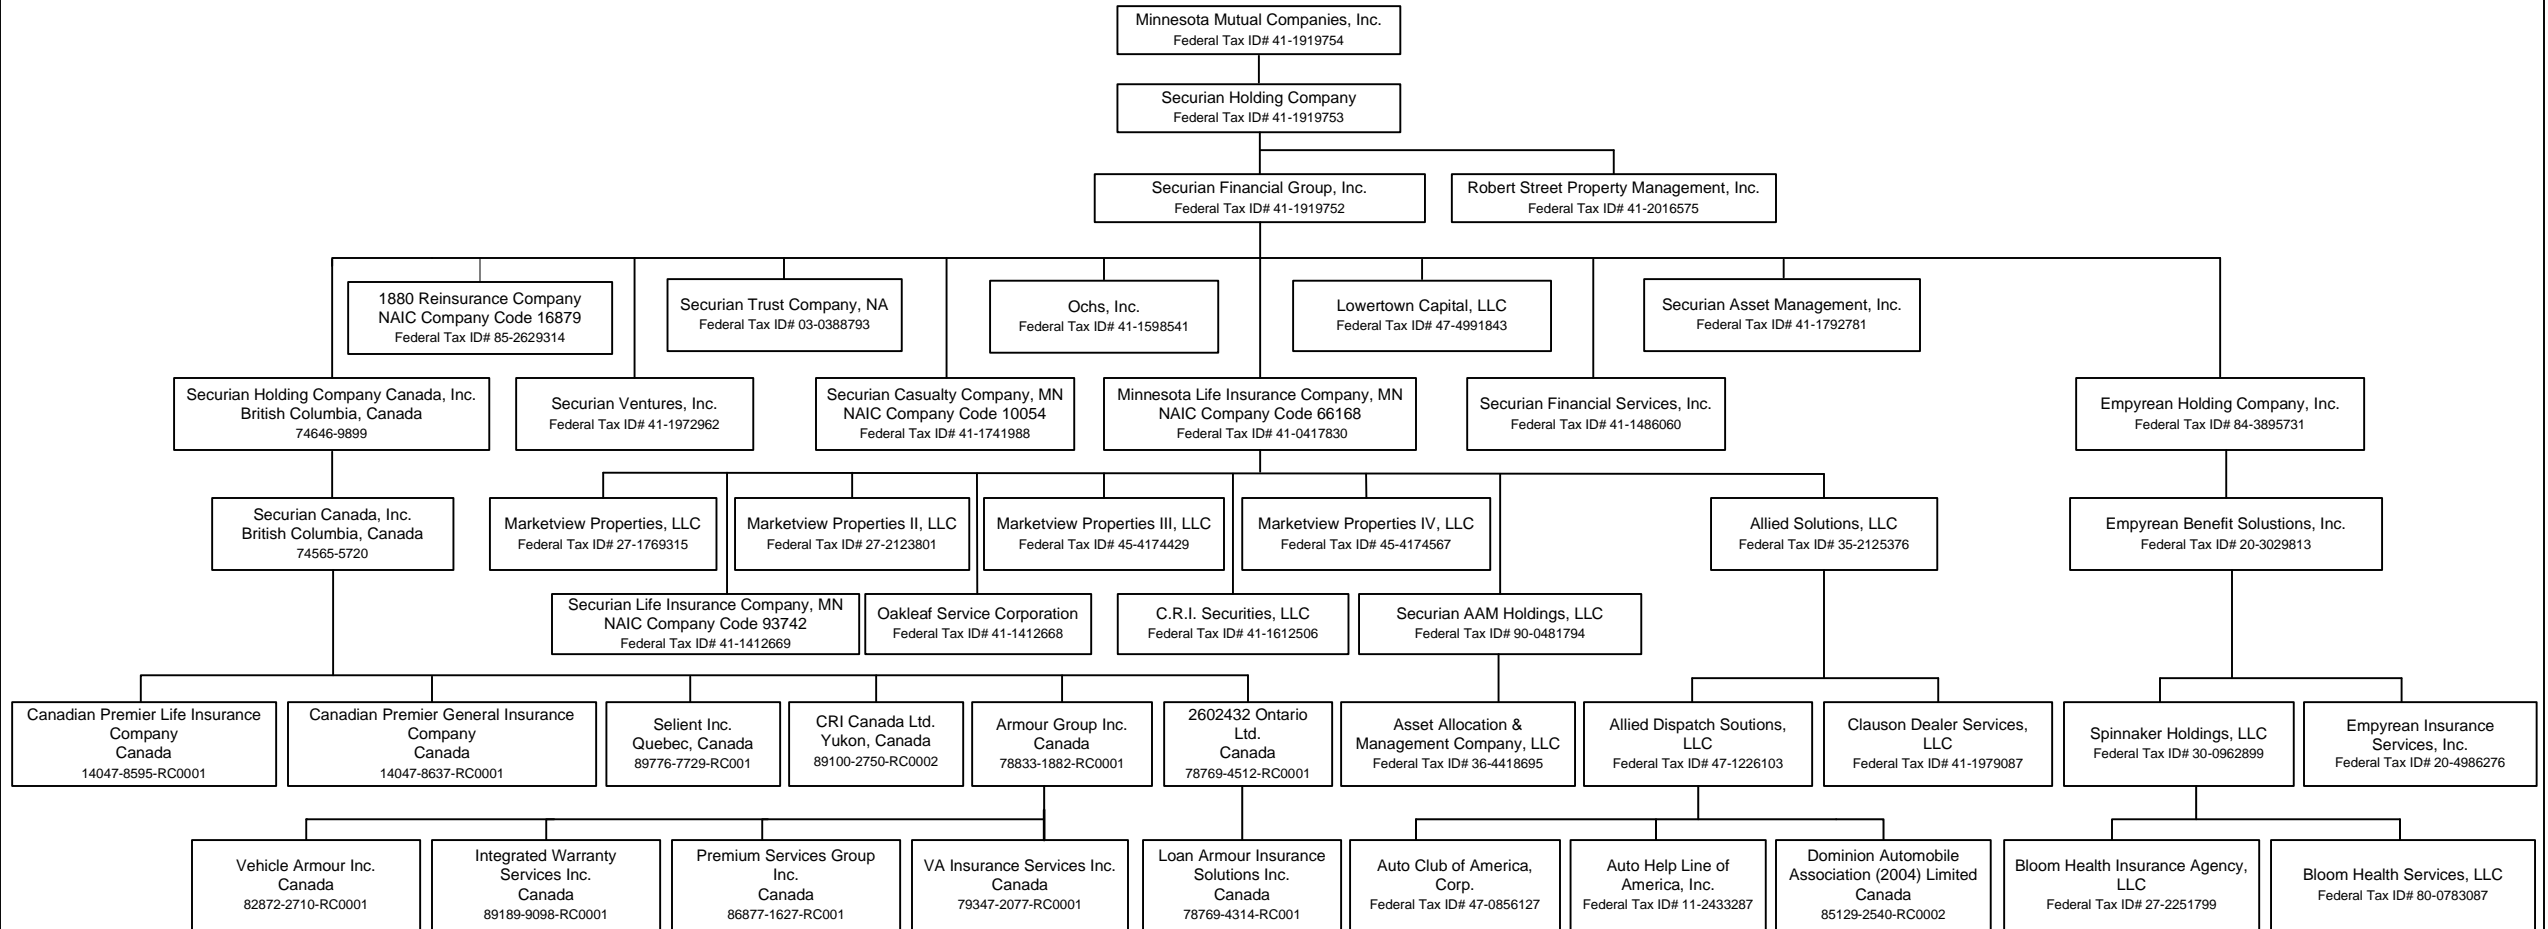 Minnesota Mutual Companies, Inc.
Federal Tax ID# 41-1919754
Securian Holding Company
Federal Tax ID# 41-1919753
Securian Financial Group, Inc.
Federal Tax ID# 41-1919752
Robert Street Property Management, Inc.
Federal Tax ID# 41-2016575
1880 Reinsurance Company
NAIC Company Code 16879
Federal Tax ID# 85-2629314
Securian Trust Company, NA
Federal Tax ID# 03-0388793
Ochs, Inc.
Federal Tax ID# 41-1598541
Lowertown Capital, LLC
Federal Tax ID# 47-4991843
Securian Asset Management, Inc.
Federal Tax ID# 41-1792781
Securian Holding Company Canada, Inc.
British Columbia, Canada
74646-9899
Securian Ventures, Inc.
Federal Tax ID# 41-1972962
Securian Casualty Company, MN
NAIC Company Code 10054
Federal Tax ID# 41-1741988
Minnesota Life Insurance Company, MN
NAIC Company Code 66168
Federal Tax ID# 41-0417830
Securian Financial Services, Inc.
Federal Tax ID# 41-1486060
Empyrean Holding Company, Inc.
Federal Tax ID# 84-3895731
Securian Canada, Inc.
British Columbia, Canada
74565-5720
Marketview Properties, LLC
Federal Tax ID# 27-1769315
Marketview Properties II, LLC
Federal Tax ID# 27-2123801
Marketview Properties III, LLC
Federal Tax ID# 45-4174429
Marketview Properties IV, LLC
Federal Tax ID# 45-4174567
Allied Solutions, LLC
Federal Tax ID# 35-2125376
Empyrean Benefit Solustions, Inc.
Federal Tax ID# 20-3029813
Securian Life Insurance Company, MN
NAIC Company Code 93742
Federal Tax ID# 41-1412669
Oakleaf Service Corporation
Federal Tax ID# 41-1412668
C.R.I. Securities, LLC
Federal Tax ID# 41-1612506
Securian AAM Holdings, LLC
Federal Tax ID# 90-0481794
Canadian Premier Life Insurance
Company
Canada
14047-8595-RC0001
Canadian Premier General Insurance
Company
Canada
14047-8637-RC0001
Selient Inc.
Quebec, Canada
89776-7729-RC001
CRI Canada Ltd.
Yukon, Canada
89100-2750-RC0002
Armour Group Inc.
Canada
78833-1882-RC0001
2602432 Ontario
Ltd.
Canada
78769-4512-RC0001
Asset Allocation &
Management Company, LLC
Federal Tax ID# 36-4418695
Allied Dispatch Soutions,
LLC
Federal Tax ID# 47-1226103
Clauson Dealer Services,
LLC
Federal Tax ID# 41-1979087
Spinnaker Holdings, LLC
Federal Tax ID# 30-0962899
Empyrean Insurance
Services, Inc.
Federal Tax ID# 20-4986276
Vehicle Armour Inc.
Canada
82872-2710-RC0001
Integrated Warranty
Services Inc.
Canada
89189-9098-RC0001
Premium Services Group
Inc.
Canada
86877-1627-RC001
VA Insurance Services Inc.
Canada
79347-2077-RC0001
Loan Armour Insurance
Solutions Inc.
Canada
78769-4314-RC001
Auto Club of America,
Corp.
Federal Tax ID# 47-0856127
Auto Help Line of
America, Inc.
Federal Tax ID# 11-2433287
Dominion Automobile
Association (2004) Limited
Canada
85129-2540-RC0002
Bloom Health Insurance Agency,
LLC
Federal Tax ID# 27-2251799
Bloom Health Services, LLC
Federal Tax ID# 80-0783087